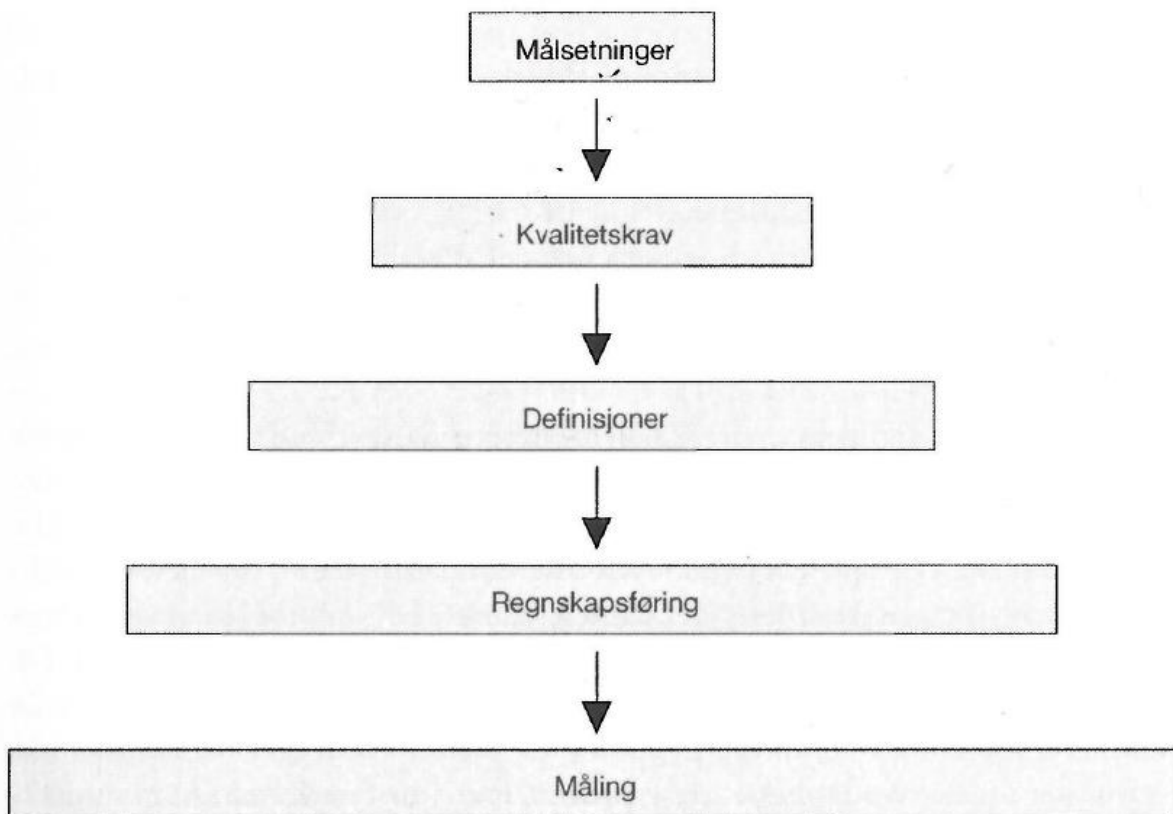 Målsetninger
Kvalitetskrav
Definisjoner
Regnskapsføring
Måling